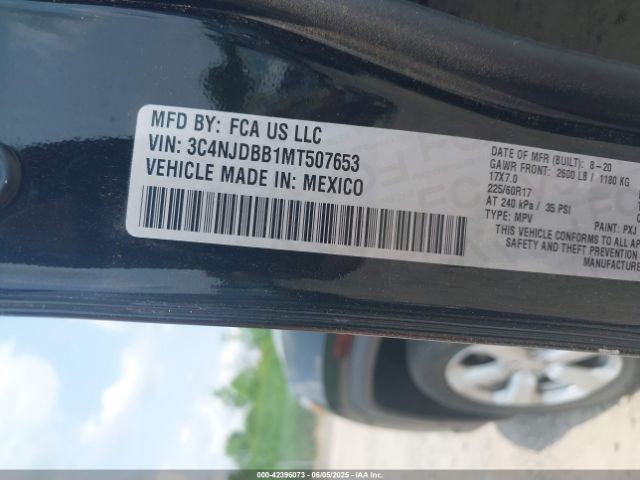 MFD BY: FCA US LLC
VIN: 3C4NJDBB1MT507653
VEHICLE MADE IN: MEXICO
DATE OF MFR (BUILT): 8-20
GAWR FRONT: 2600 LB / 1180 KG
17X7.0
225/60R17
AT 240 kPa / 35 PSI
TYPE: MPV
PAINT: PXJ
THIS VEHICLE CONFORMS TO ALL AP
SAFETY AND THEFT PREVENTION
MANUFACTURE
000-42396073 - 06/05/2025 - IAA, Inc.